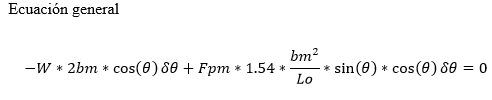 Ecuación general
−W * 2bm * cos(θ) δθ + Fpm * 1.54 * bm²/Lo * sin(θ) * cos(θ) δθ = 0